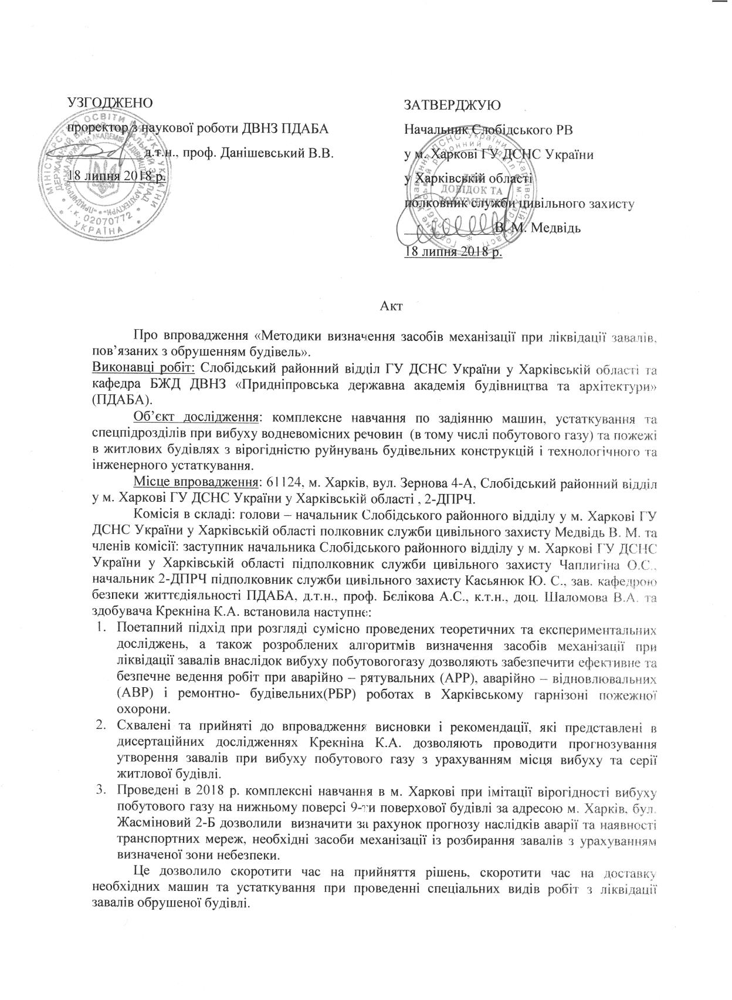 УЗГОДЖЕНО
проректор з наукової роботи ДВНЗ ПДАБА
____________ д.т.н., проф. Данішевський В.В.
18 липня 2018 р.
МІНІСТЕРСТВО ОСВІТИ І НАУКИ УКРАЇНИ
ДЕРЖАВНИЙ ВИЩИЙ НАВЧАЛЬНИЙ ЗАКЛАД
І.к. 02070772
УКРАЇНА
ЗАТВЕРДЖУЮ
Начальник Слобідського РВ
у м. Харкові ГУ ДСНС України
у Харківській області
полковник служби цивільного захисту
____________В. М. Медвідь
18 липня 2018 р.
ДЛЯ
ДОВІДОК ТА
ДОКУМЕНТІВ
Акт
Про впровадження «Методики визначення засобів механізації при ліквідації завалів,
пов’язаних з обрушенням будівель».
Виконавці робіт: Слобідський районний відділ ГУ ДСНС України у Харківській області та
кафедра БЖД ДВНЗ «Придніпровська державна академія будівництва та архітектури»
(ПДАБА).
Об’єкт дослідження: комплексне навчання по задіянню машин, устаткування та
спецпідрозділів при вибуху водневомісних речовин (в тому числі побутового газу) та пожежі
в житлових будівлях з вірогідністю руйнувань будівельних конструкцій і технологічного та
інженерного устаткування.
Місце впровадження: 61124, м. Харків, вул. Зернова 4-А, Слобідський районний відділ
у м. Харкові ГУ ДСНС України у Харківській області , 2-ДПРЧ.
Комісія в складі: голови – начальник Слобідського районного відділу у м. Харкові ГУ
ДСНС України у Харківській області полковник служби цивільного захисту Медвідь В. М. та
членів комісії: заступник начальника Слобідського районного відділу у м. Харкові ГУ ДСНС
України у Харківській області підполковник служби цивільного захисту Чаплигіна О.С.,
начальник 2-ДПРЧ підполковник служби цивільного захисту Касьянюк Ю. С., зав. кафедрою
безпеки життєдіяльності ПДАБА, д.т.н., проф. Бєлікова А.С., к.т.н., доц. Шаломова В.А. та
здобувача Крекніна К.А. встановила наступне:
1. Поетапний підхід при розгляді сумісно проведених теоретичних та експериментальних
досліджень, а також розроблених алгоритмів визначення засобів механізації при
ліквідації завалів внаслідок вибуху побутовогогазу дозволяють забезпечити ефективне та
безпечне ведення робіт при аварійно – рятувальних (АРР), аварійно – відновлювальних
(АВР) і ремонтно- будівельних(РБР) роботах в Харківському гарнізоні пожежної
охорони.
2. Схвалені та прийняті до впровадження висновки і рекомендації, які представлені в
дисертаційних дослідженнях Крекніна К.А. дозволяють проводити прогнозування
утворення завалів при вибуху побутового газу з урахуванням місця вибуху та серії
житлової будівлі.
3. Проведені в 2018 р. комплексні навчання в м. Харкові при імітації вірогідності вибуху
побутового газу на нижньому поверсі 9-ти поверхової будівлі за адресою м. Харків, бул.
Жасміновий 2-Б дозволили визначити за рахунок прогнозу наслідків аварії та наявності
транспортних мереж, необхідні засоби механізації із розбирання завалів з урахуванням
визначеної зони небезпеки.
Це дозволило скоротити час на прийняття рішень, скоротити час на доставку
необхідних машин та устаткування при проведенні спеціальних видів робіт з ліквідації
завалів обрушеної будівлі.